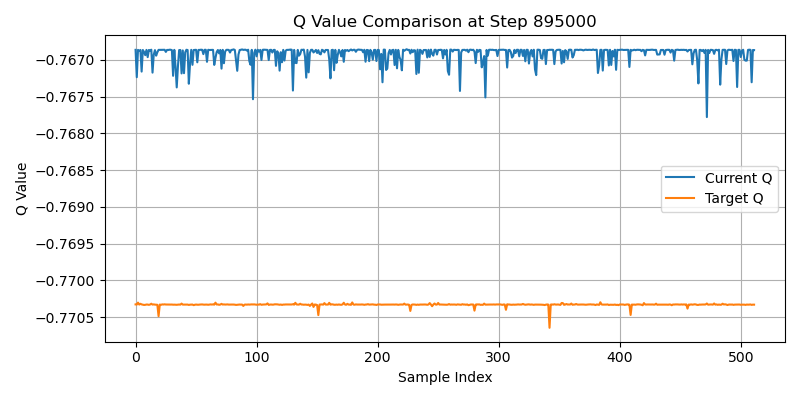 Q Value Comparison at Step 895000
Q Value
−0.7670
−0.7675
−0.7680
−0.7685
−0.7690
−0.7695
−0.7700
−0.7705
Current Q
Target Q
0
100
200
300
400
500
Sample Index